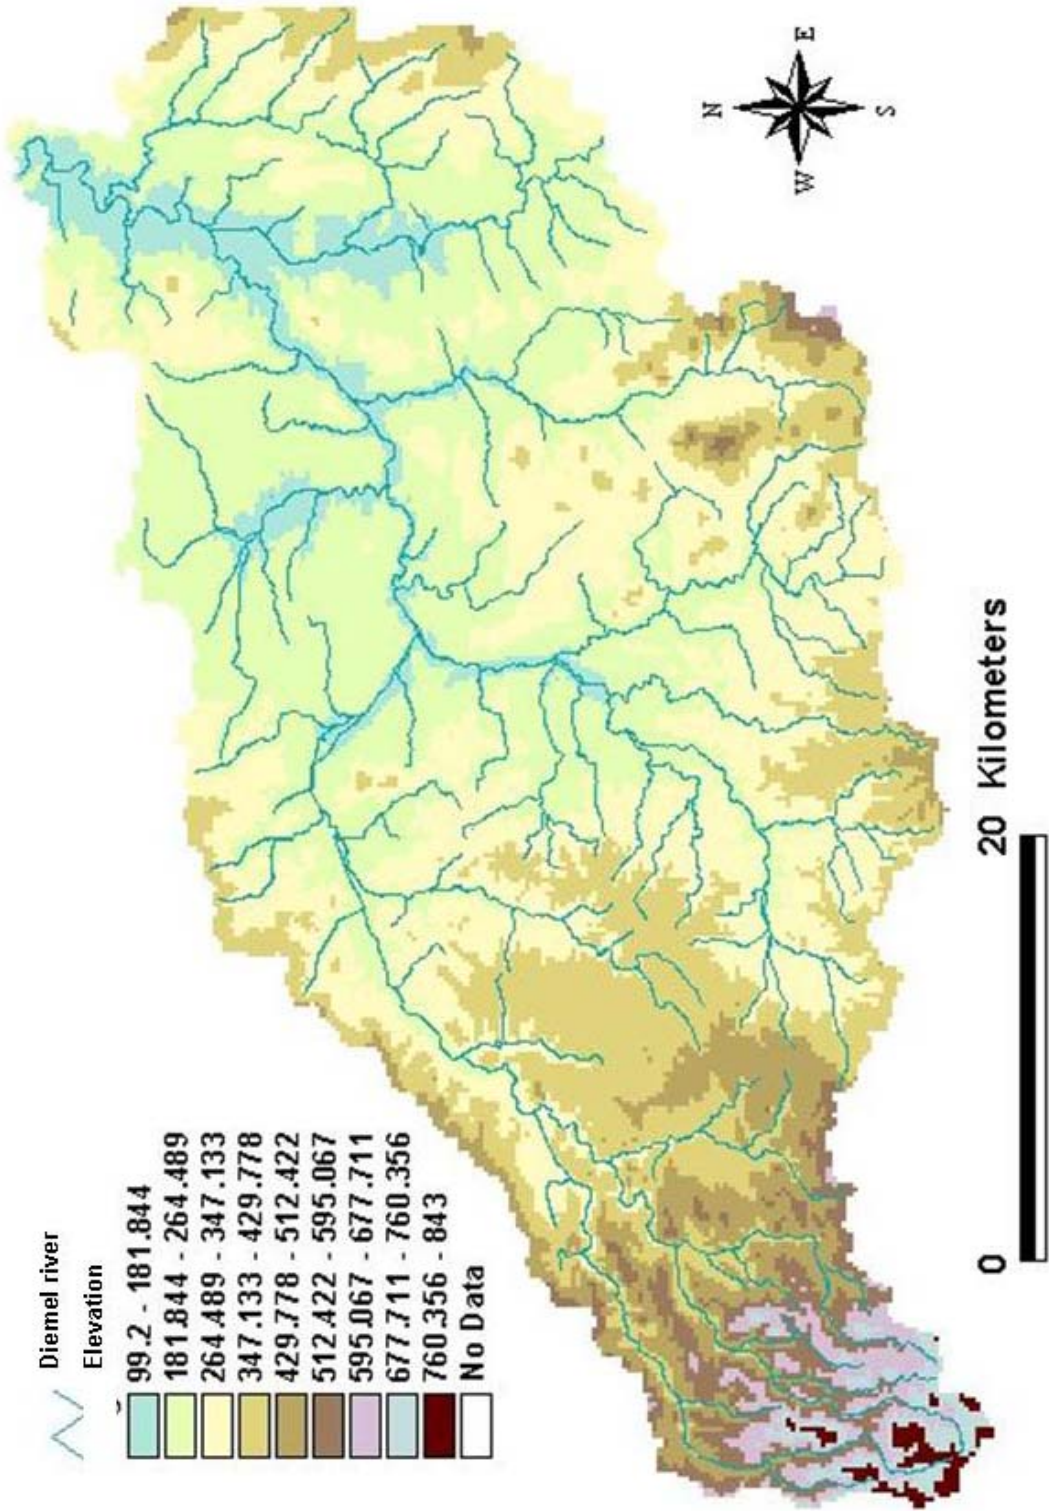 Diemel river
Elevation
99.2 - 181.844
181.844 - 264.489
264.489 - 347.133
347.133 - 429.778
429.778 - 512.422
512.422 - 595.067
595.067 - 677.711
677.711 - 760.356
760.356 - 843
No Data
0 20 Kilometers
N
W E
S